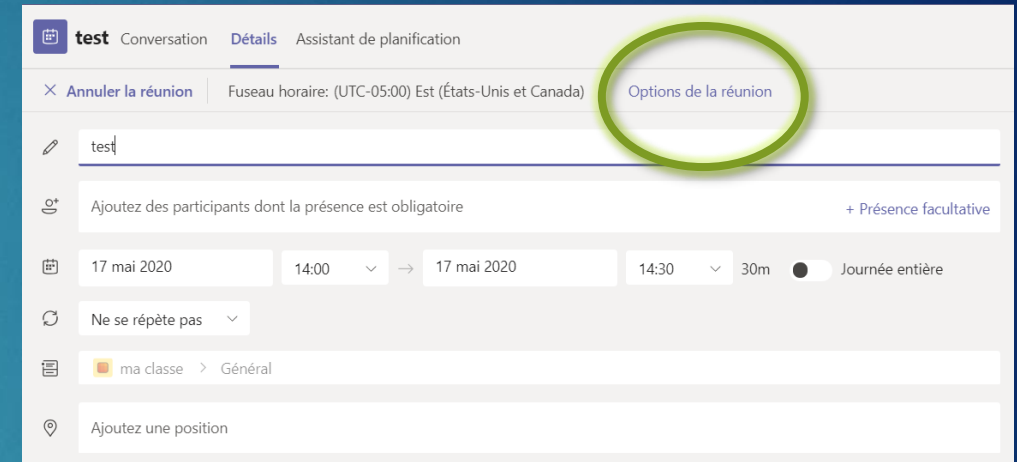 test Conversation Détails Assistant de planification
Annuler la réunion Fuseau horaire: (UTC-05:00) Est (États-Unis et Canada) Options de la réunion
test
Ajoutez des participants dont la présence est obligatoire + Présence facultative
17 mai 2020 14:00 → 17 mai 2020 14:30 30m Journée entière
Ne se répète pas
ma classe > Général
Ajoutez une position